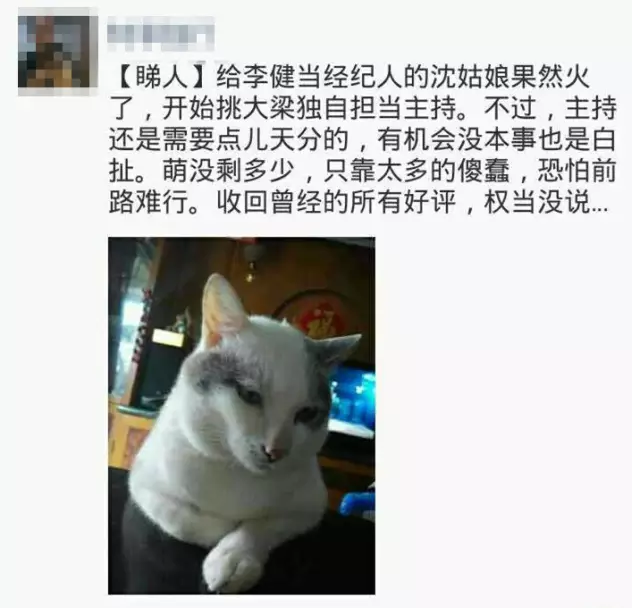 【睇人】给李健当经纪人的沈姑娘果然火
了，开始挑大梁独自担当主持。不过，主持
还是需要点儿天分的，有机会没本事也是白
扯。萌没剩多少，只靠太多的傻蠢，恐怕前
路难行。收回曾经的所有好评，权当没说...